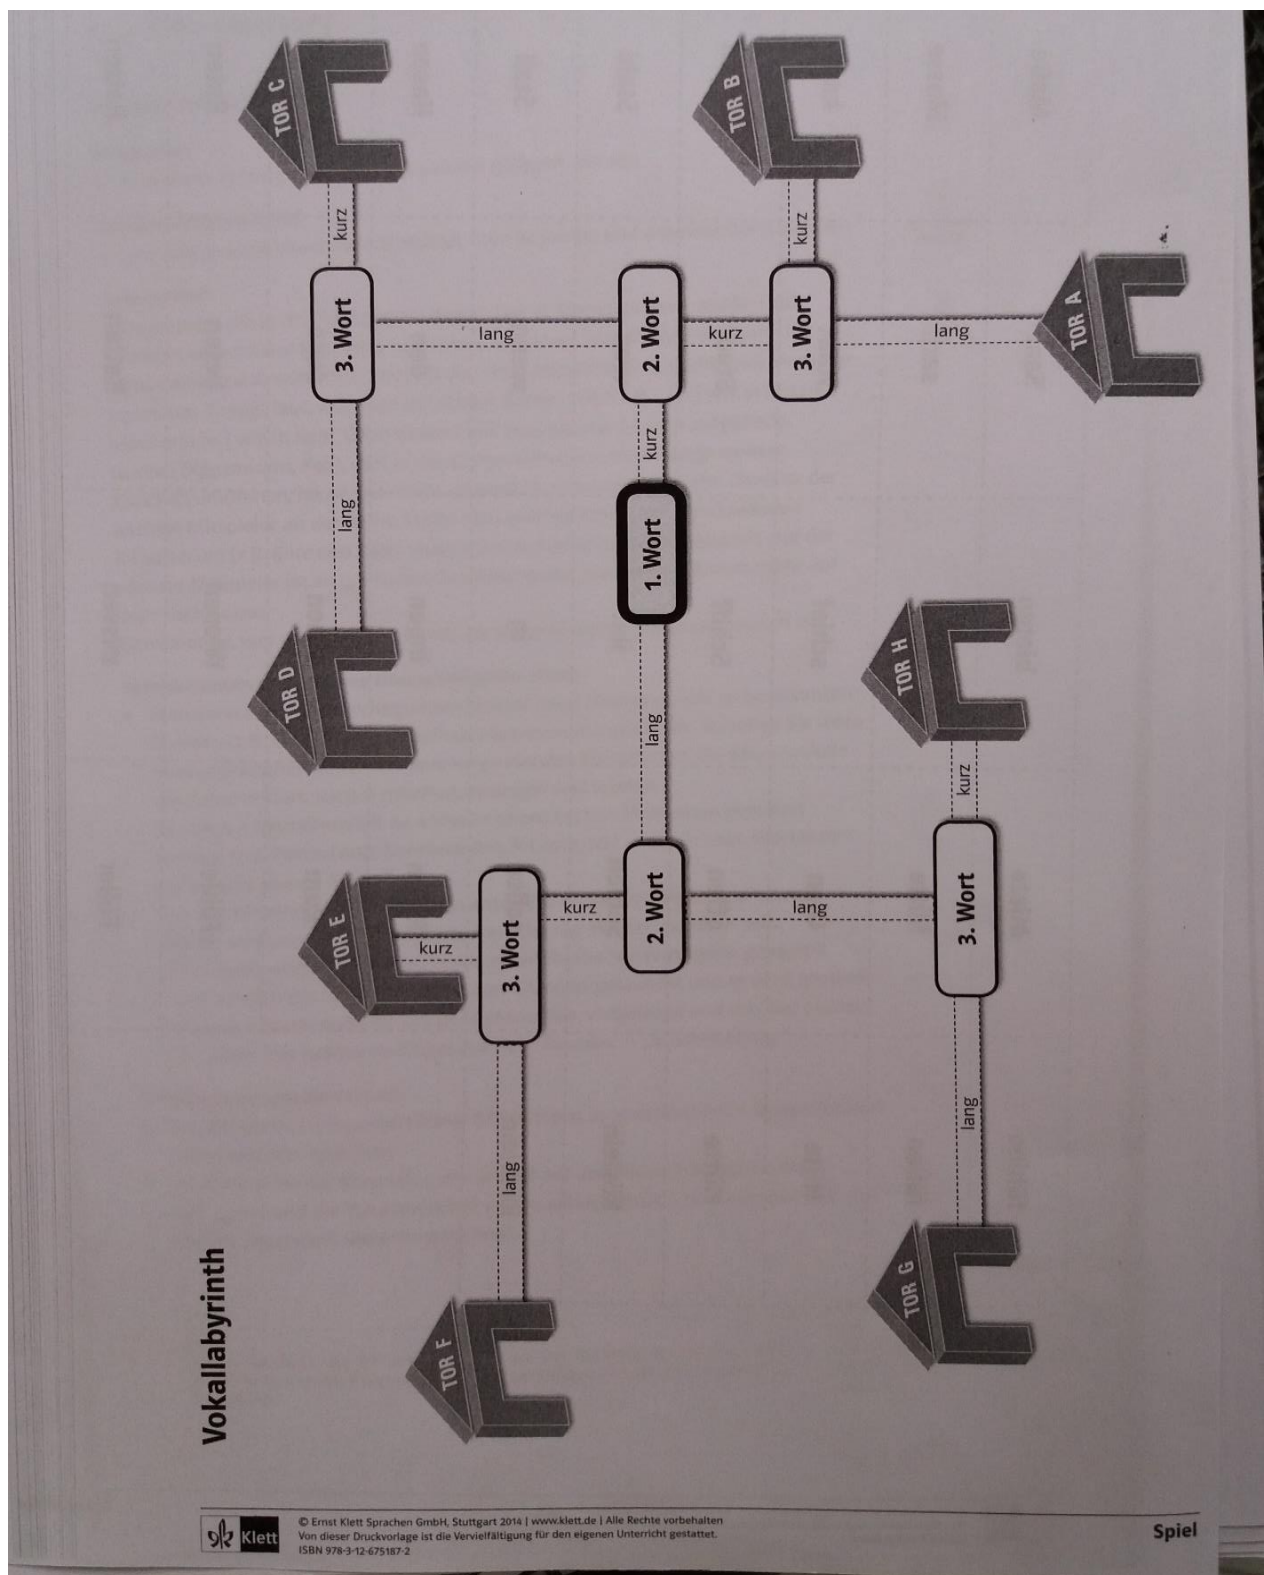 Vokallabyrinth
TOR D
TOR C
lang
3. Wort
kurz
TOR E
kurz
TOR F
lang
3. Wort
lang
kurz
2. Wort
lang
1. Wort
kurz
2. Wort
kurz
TOR B
lang
3. Wort
kurz
TOR H
TOR G
lang
3. Wort
kurz
lang
TOR A
Klett
© Ernst Klett Sprachen GmbH, Stuttgart 2014 | www.klett.de | Alle Rechte vorbehalten
Von dieser Druckvorlage ist die Vervielfältigung für den eigenen Unterricht gestattet.
ISBN 978-3-12-675187-2
Spiel